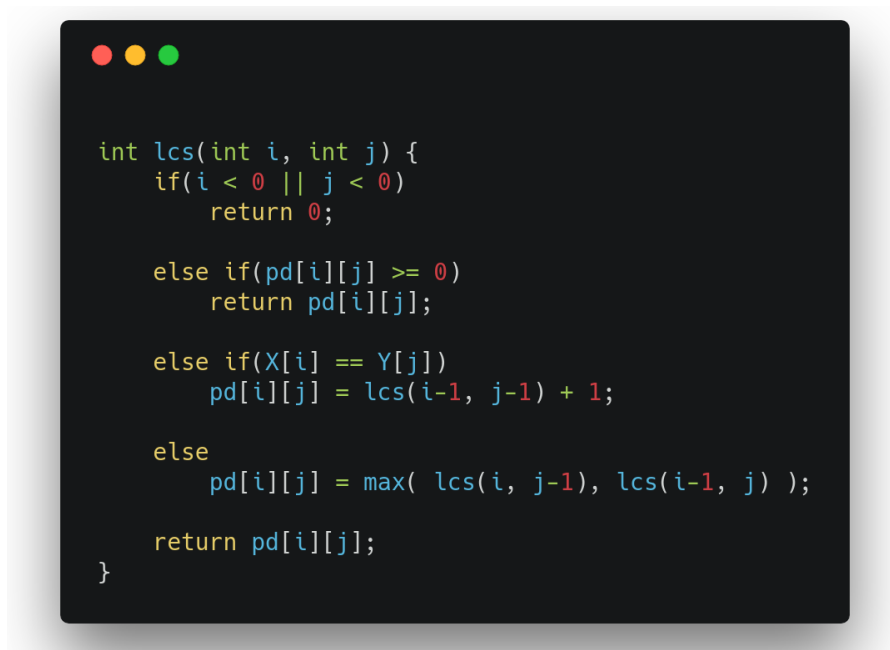 int lcs(int i, int j) {
    if(i < 0 || j < 0)
        return 0;

    else if(pd[i][j] >= 0)
        return pd[i][j];

    else if(X[i] == Y[j])
        pd[i][j] = lcs(i-1, j-1) + 1;

    else
        pd[i][j] = max( lcs(i, j-1), lcs(i-1, j) );

    return pd[i][j];
}